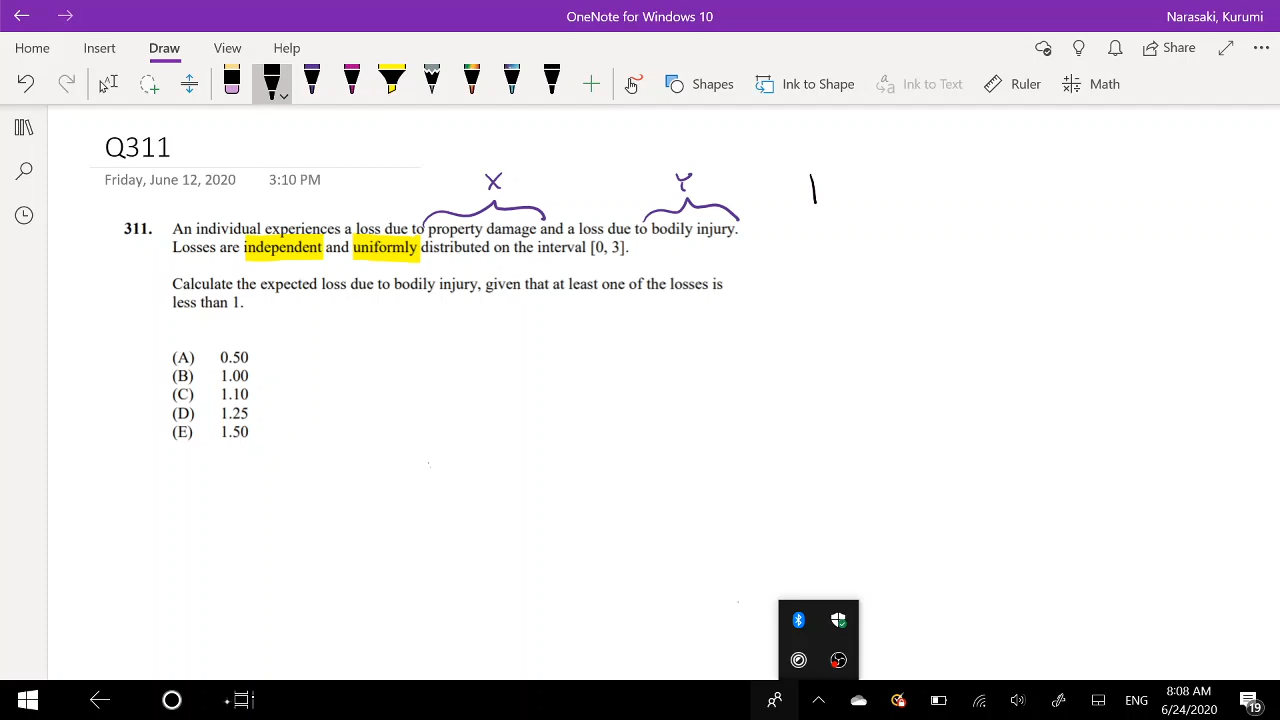 OneNote for Windows 10
Narasaki, Kurumi
Home Insert Draw View Help Share
Shapes Ink to Shape Ink to Text Ruler Math
Q311
Friday, June 12, 2020 3:10 PM
X Y
311. An individual experiences a loss due to property damage and a loss due to bodily injury.
Losses are independent and uniformly distributed on the interval [0, 3].
Calculate the expected loss due to bodily injury, given that at least one of the losses is
less than 1.
(A) 0.50
(B) 1.00
(C) 1.10
(D) 1.25
(E) 1.50
ENG
8:08 AM
6/24/2020
19